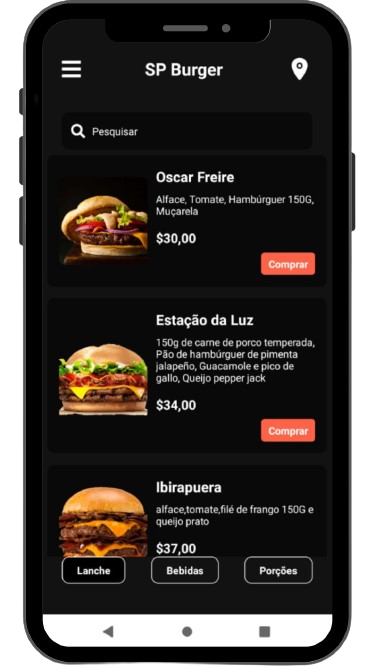 SP Burger
Pesquisar
Oscar Freire
Alface, Tomate, Hambúrguer 150G,
Muçarela
$30,00
Comprar
Estação da Luz
150g de carne de porco temperada,
Pão de hambúrguer de pimenta
jalapeño, Guacamole e pico de
gallo, Queijo pepper jack
$34,00
Comprar
Ibirapuera
alface,tomate,filé de frango 150G e
queijo prato
$37,00
Lanche
Bebidas
Porções